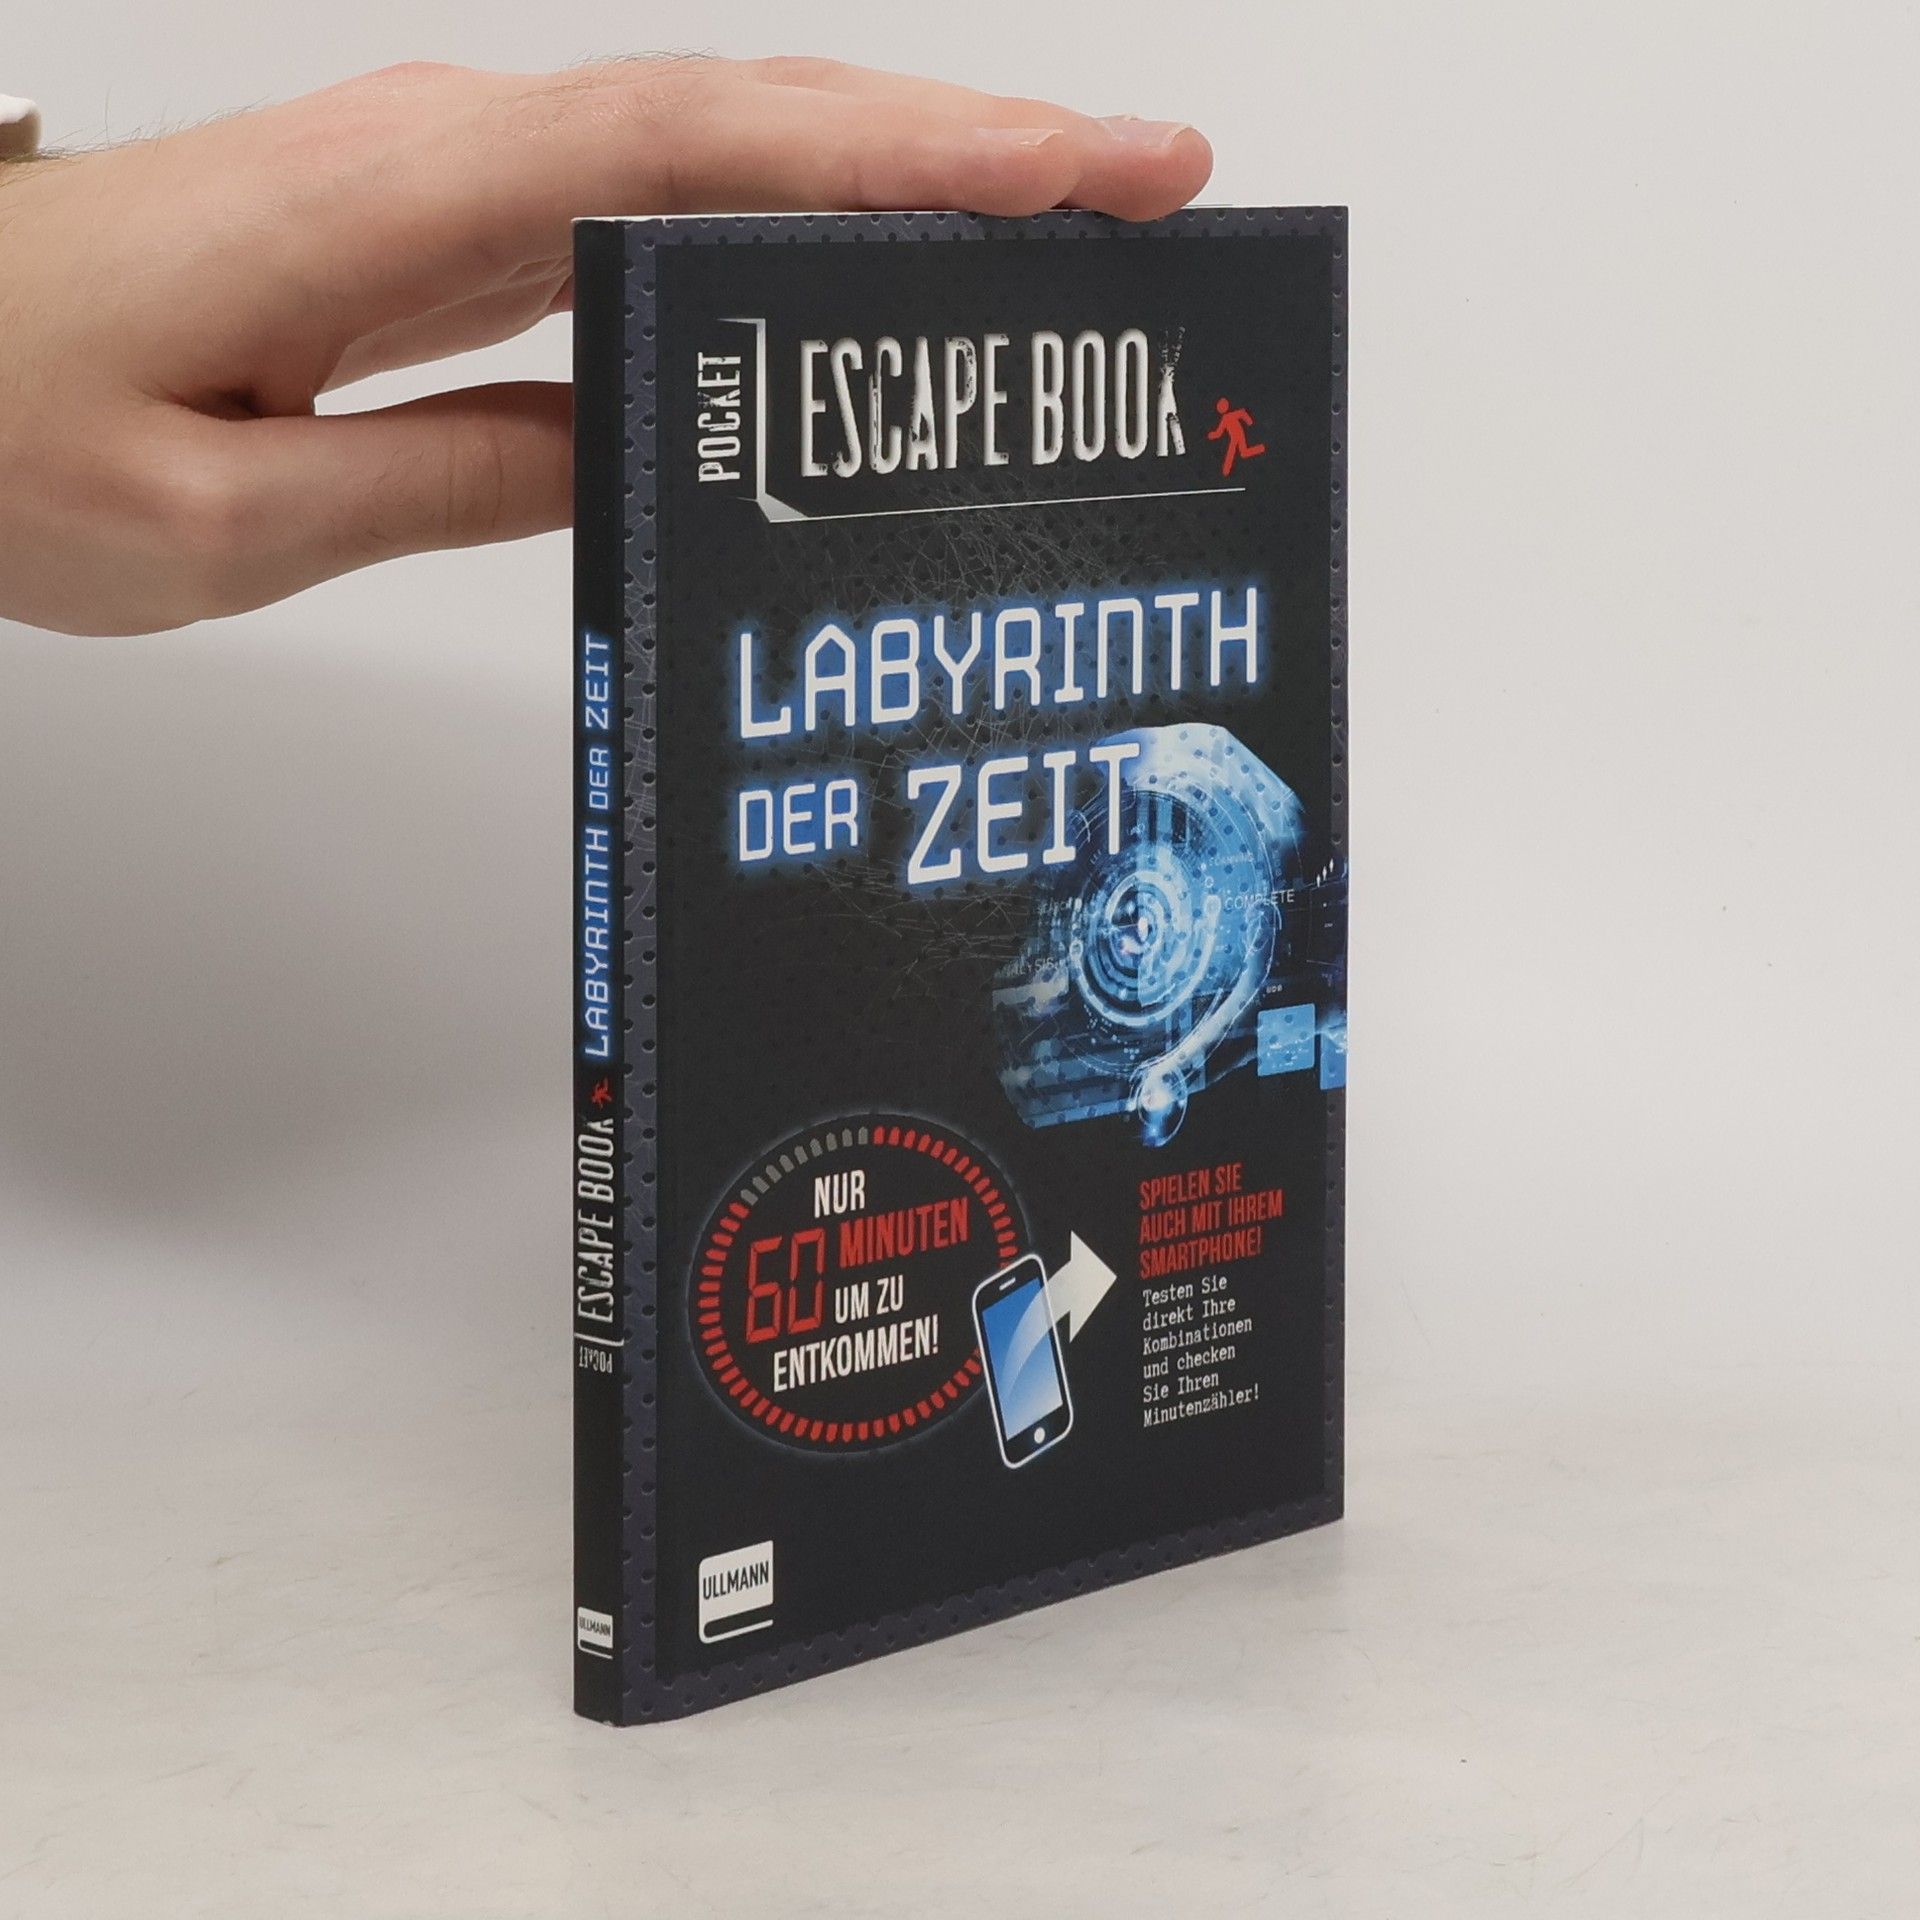 POCKET
ESCAPE BOOK
LABYRINTH
DER ZEIT
SCANNING
COMPLETE
NUR
60 MINUTEN
UM ZU
ENTKOMMEN!
SPIELEN SIE
AUCH MIT IHREM
SMARTPHONE!
Testen Sie
direkt Ihre
Kombinationen
und checken
Sie Ihren
Minutenzähler!
ULLMANN
POCKET ESCAPE BOOK LABYRINTH DER ZEIT
ULLMANN